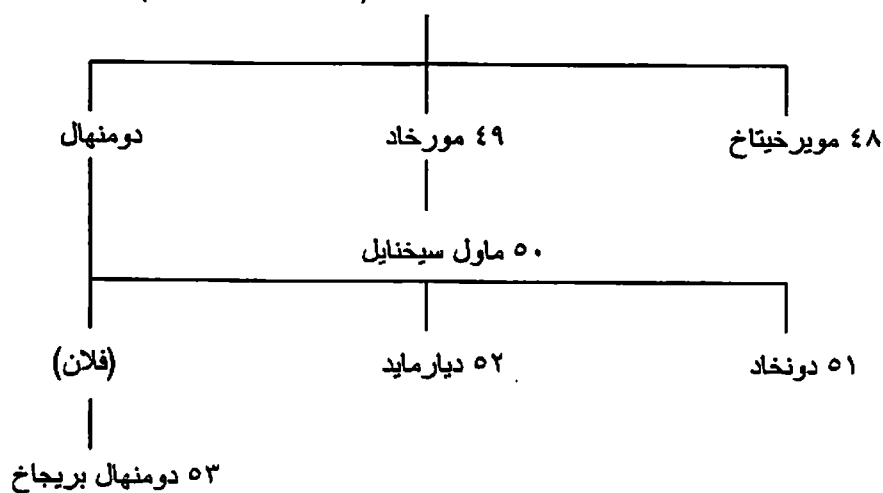 ٤٨ مويرخيتاخ
٤٩ مورخاد
دومنهال
٥٠ ماول سيخنايل
٥١ دونخاد
٥٢ ديارمايد
(فلان)
٥٣ دومنهال بريجاخ